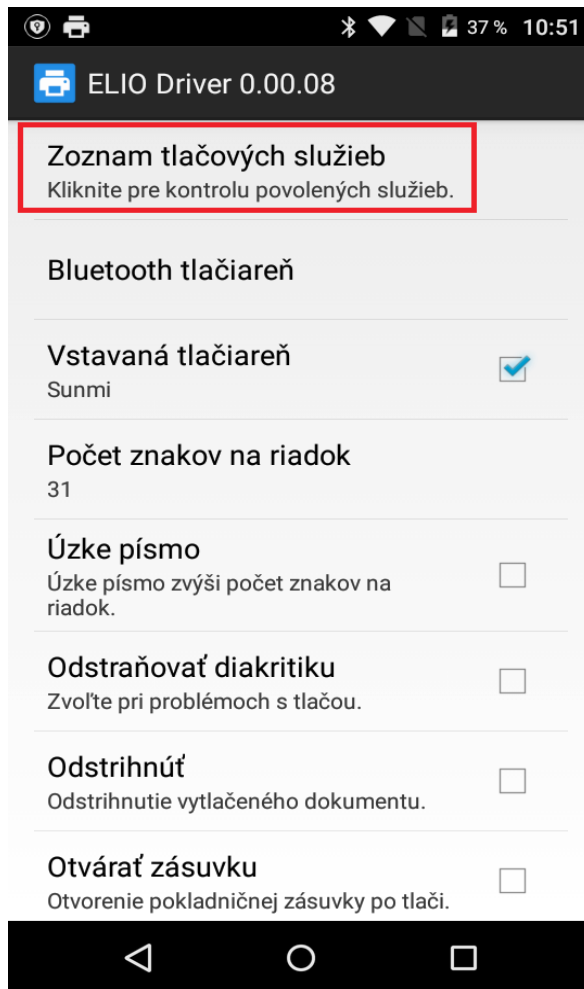 37 % 10:51
ELIO Driver 0.00.08
Zoznam tlačových služieb
Kliknite pre kontrolu povolených služieb.
Bluetooth tlačiareň
Vstavaná tlačiareň
Sunmi
Počet znakov na riadok
31
Úzke písmo
Úzke písmo zvýši počet znakov na
riadok.
Odstraňovať diakritiku
Zvoľte pri problémoch s tlačou.
Odstrihnúť
Odstrihnutie vytlačeného dokumentu.
Otvárať zásuvku
Otvorenie pokladničnej zásuvky po tlači.